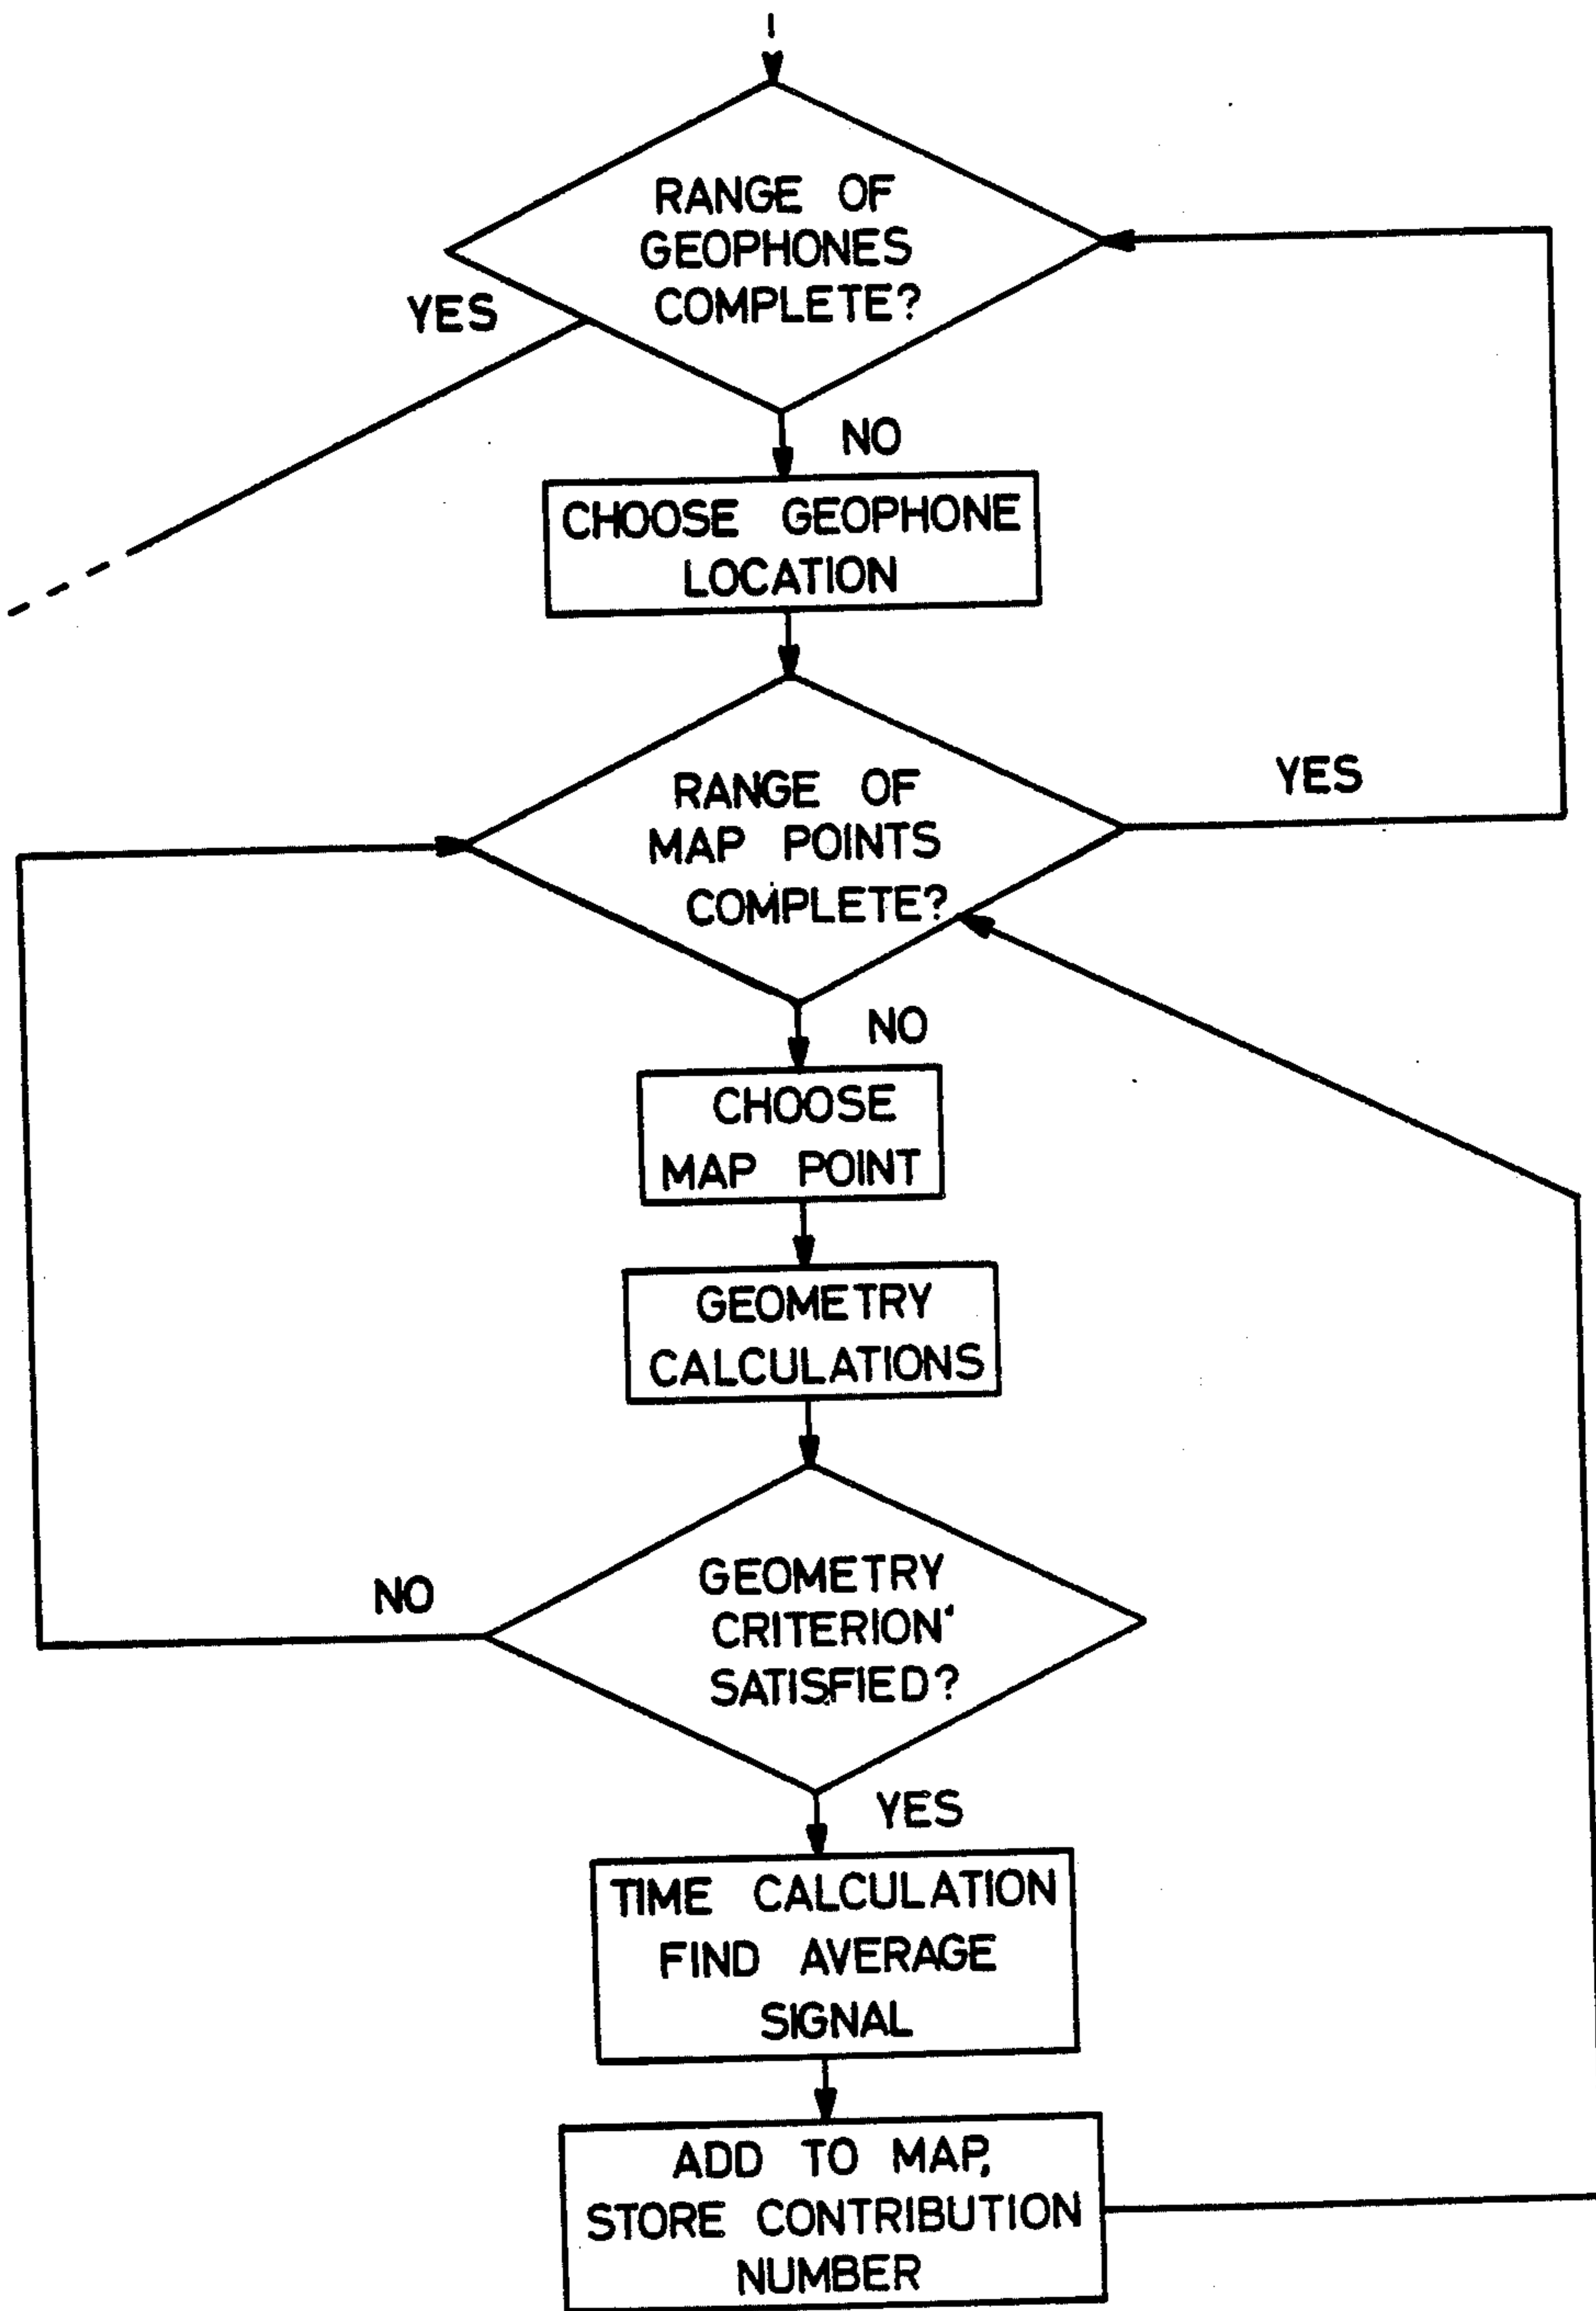 RANGE OF
GEOPHONES
COMPLETE?
YES
NO
CHOOSE GEOPHONE
LOCATION
RANGE OF
MAP POINTS
COMPLETE?
YES
NO
CHOOSE
MAP POINT
GEOMETRY
CALCULATIONS
GEOMETRY
CRITERION
SATISFIED?
NO
YES
TIME CALCULATION
FIND AVERAGE
SIGNAL
ADD TO MAP,
STORE CONTRIBUTION
NUMBER